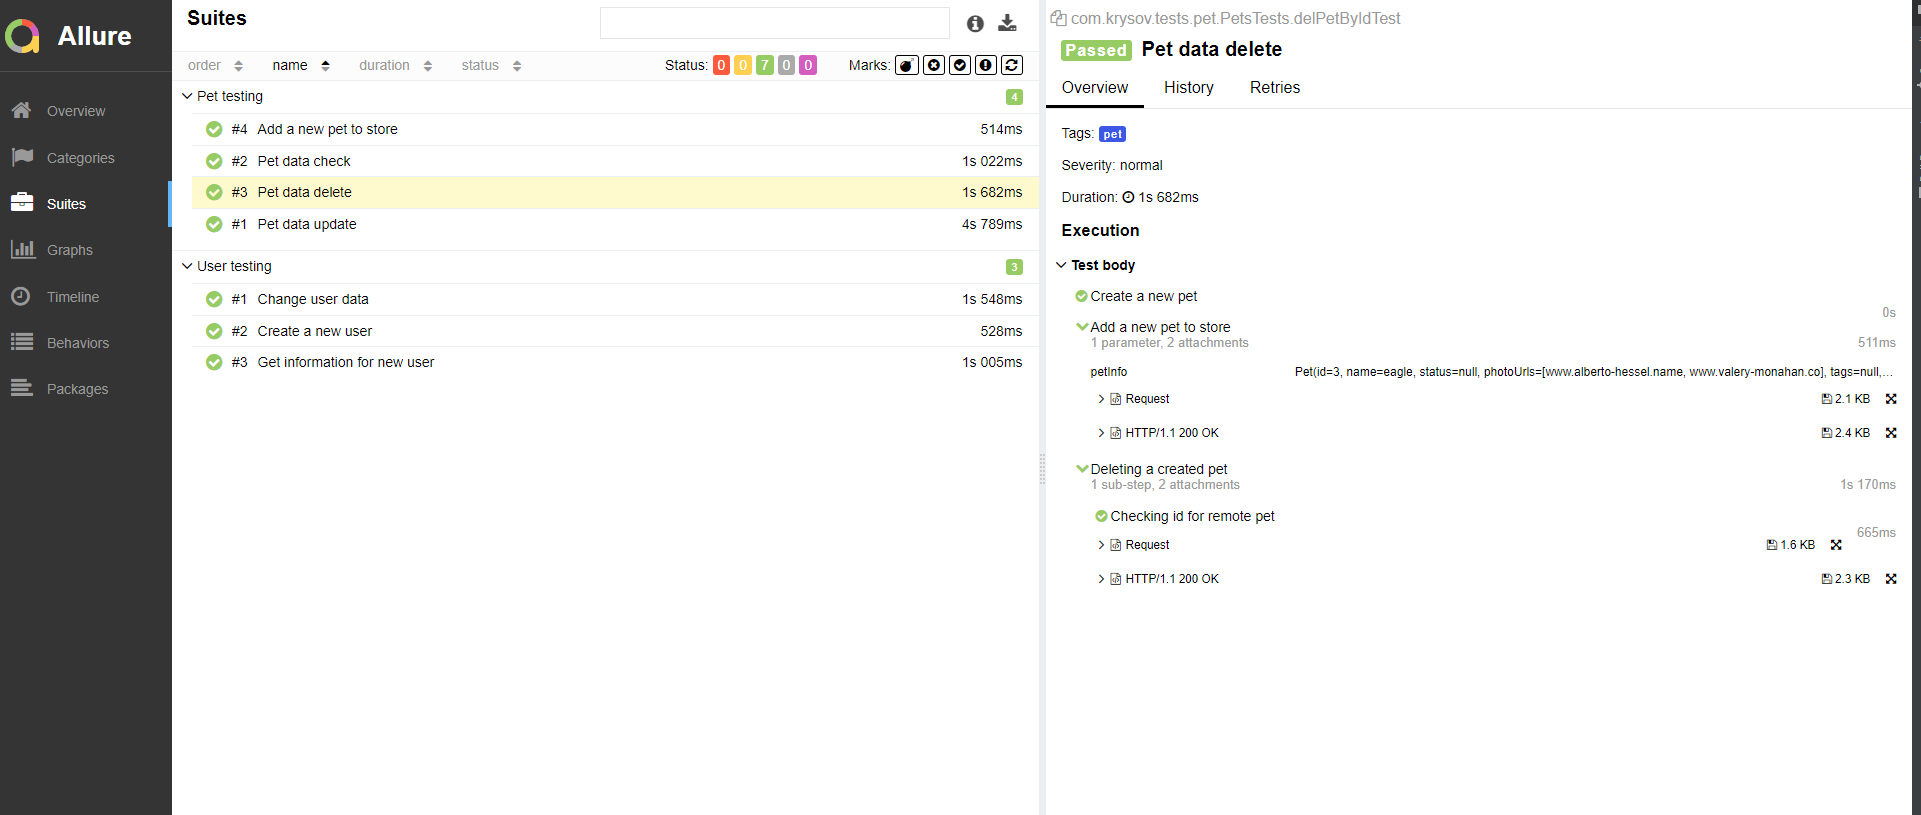 Allure
Overview
Categories
Suites
Graphs
Timeline
Behaviors
Packages
Suites
order name duration status Status: 0 0 7 0 0 Marks:
Pet testing 4
#4 Add a new pet to store 514ms
#2 Pet data check 1s 022ms
#3 Pet data delete 1s 682ms
#1 Pet data update 4s 789ms
User testing 3
#1 Change user data 1s 548ms
#2 Create a new user 528ms
#3 Get information for new user 1s 005ms
com.krysov.tests.pet.PetsTests.delPetByIdTest
Passed Pet data delete
Overview History Retries
Tags: pet
Severity: normal
Duration: 1s 682ms
Execution
Test body
Create a new pet
0s
Add a new pet to store
1 parameter, 2 attachments 511ms
petInfo Pet(id=3, name=eagle, status=null, photoUrls=[www.alberto-hessel.name, www.valery-monahan.co], tags=null,...
Request 2.1 KB
HTTP/1.1 200 OK 2.4 KB
Deleting a created pet
1 sub-step, 2 attachments 1s 170ms
Checking id for remote pet
665ms
Request 1.6 KB
HTTP/1.1 200 OK 2.3 KB